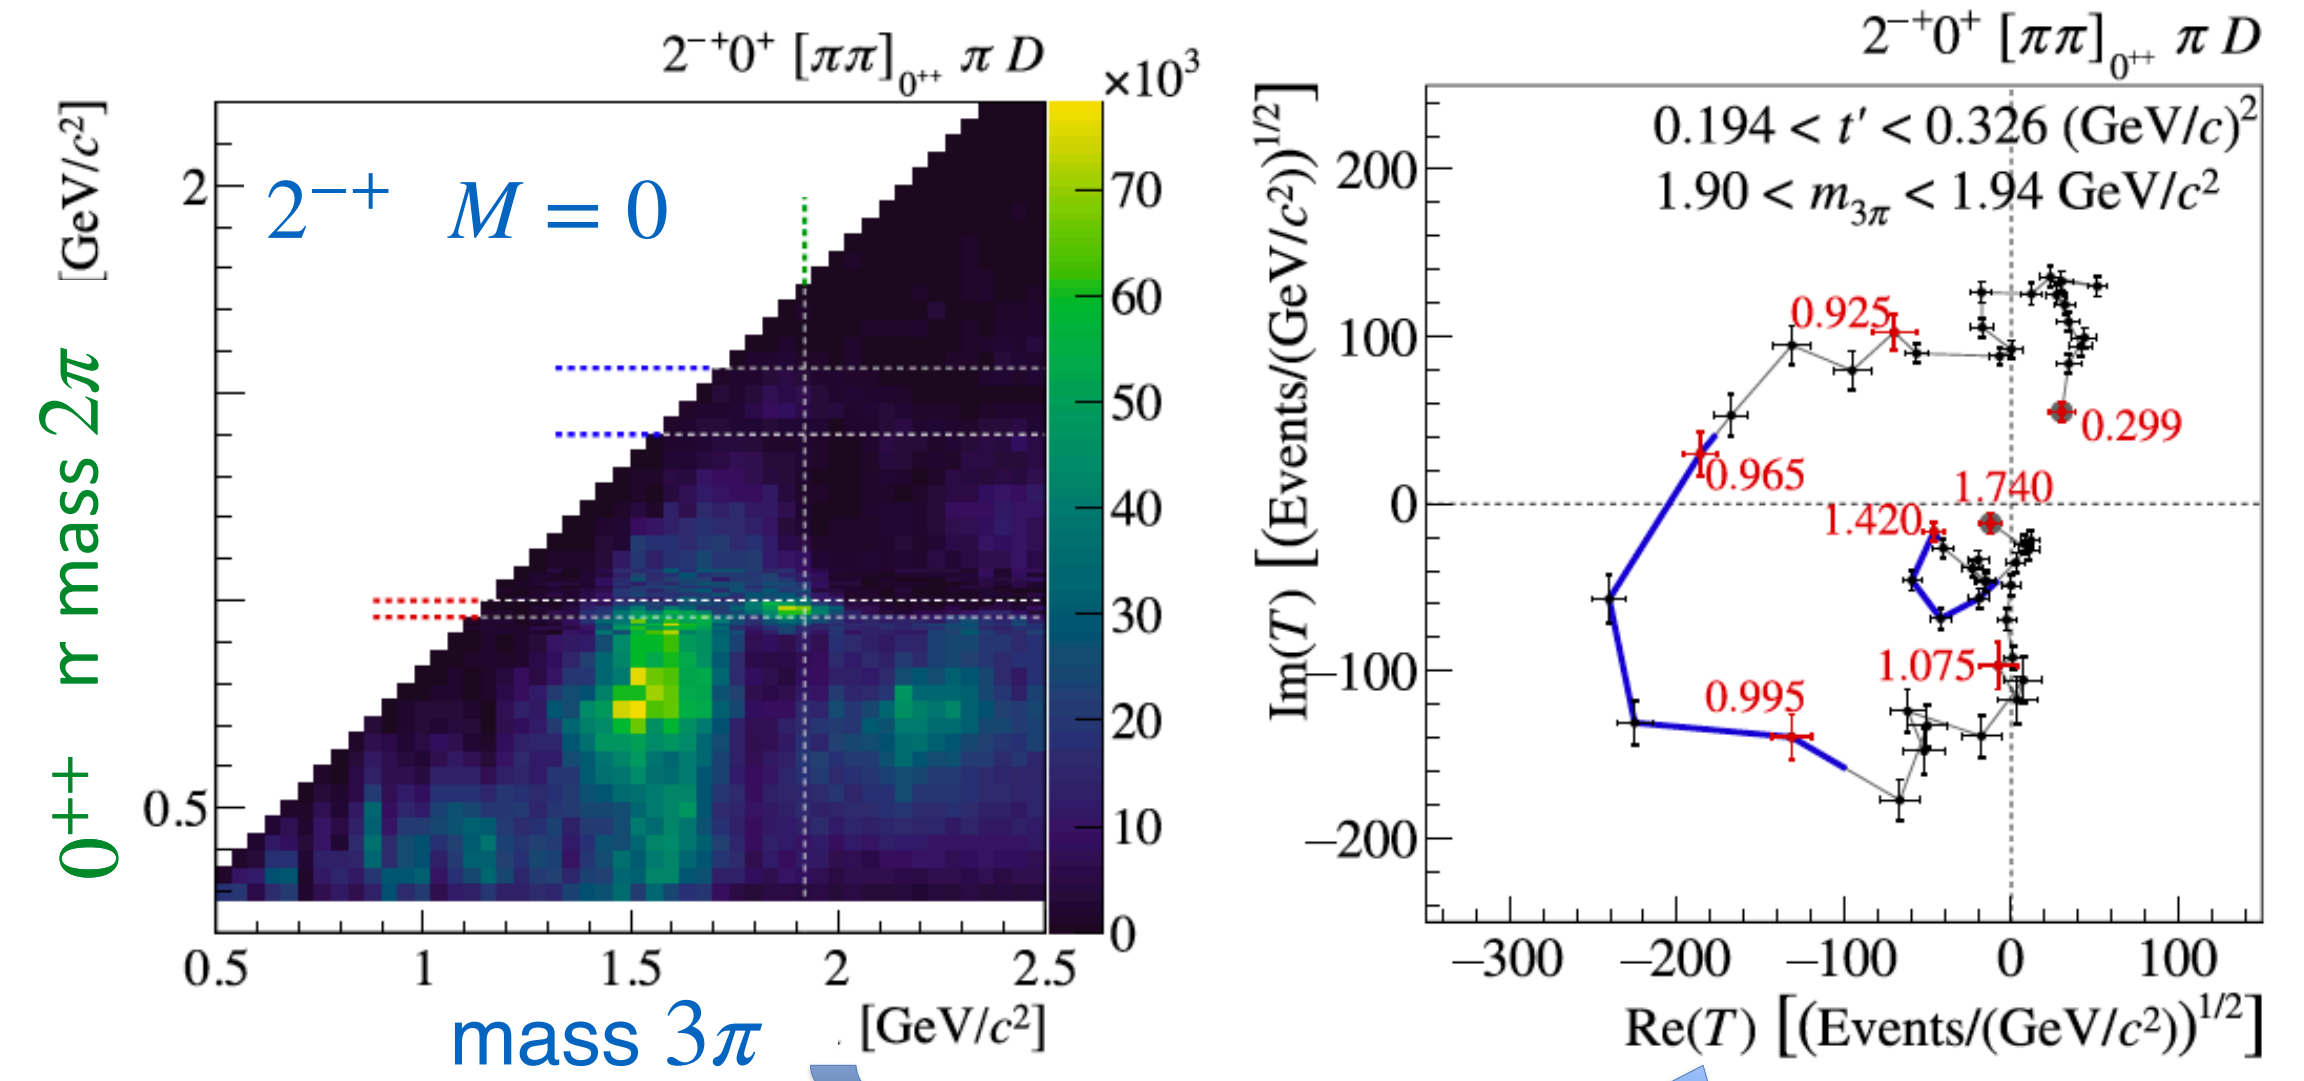 2⁻⁺0⁺ [ππ]₀₊₊ π D
×10³
[GeV/c²]
2
2⁻⁺ M = 0
70
60
50
40
30
20
10
0
0⁺⁺ mass 2π
0.5
0.5 1 1.5 2 2.5
mass 3π [GeV/c²]
2⁻⁺0⁺ [ππ]₀₊₊ π D
0.194 < t′ < 0.326 (GeV/c)²
1.90 < m₃π < 1.94 GeV/c²
Im(T) [(Events/(GeV/c²))^1/2]
200
100
0
−100
−200
0.925
0.299
0.965
1.740
1.420
1.075
0.995
−300 −200 −100 0 100
Re(T) [(Events/(GeV/c²))^1/2]